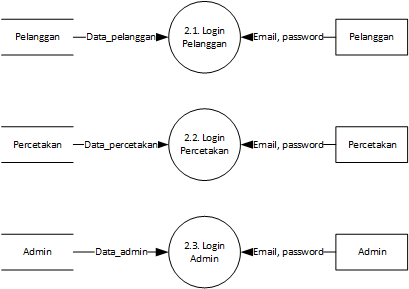 Pelanggan
Data_pelanggan
2.1. Login
Pelanggan
Email, password
Pelanggan
Percetakan
Data_percetakan
2.2. Login
Percetakan
Email, password
Percetakan
Admin
Data_admin
2.3. Login
Admin
Email, password
Admin